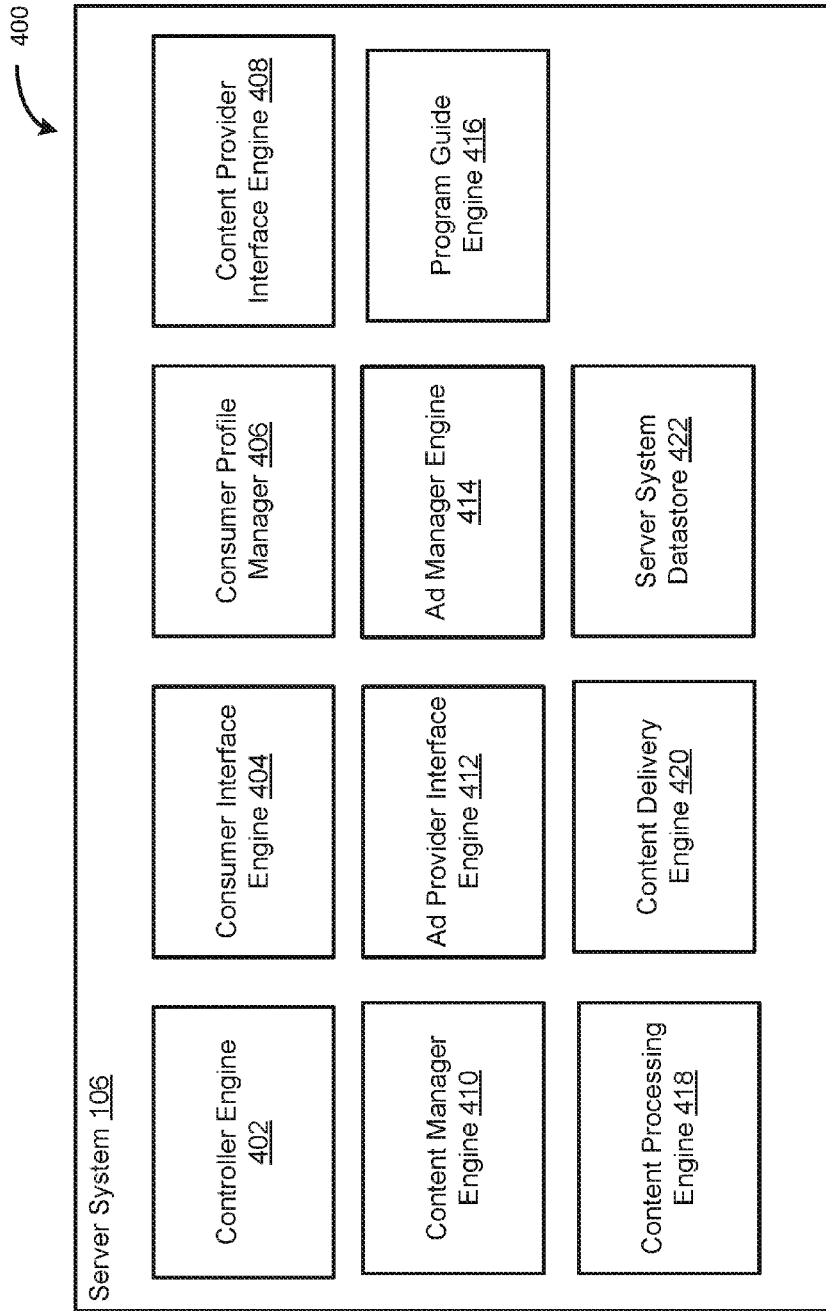 400
Server System 106
Controller Engine
402
Consumer Interface
Engine 404
Consumer Profile
Manager 406
Content Provider
Interface Engine 408
Content Manager
Engine 410
Ad Provider Interface
Engine 412
Ad Manager Engine
414
Program Guide
Engine 416
Content Processing
Engine 418
Content Delivery
Engine 420
Server System
Datastore 422